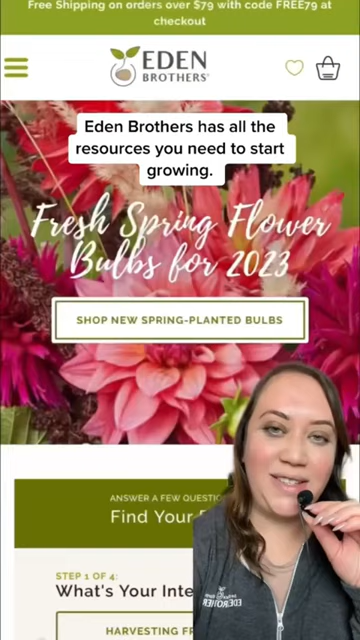 Free Shipping on orders over $79 with code FREE79 at
checkout
EDEN
BROTHERS®
Eden Brothers has all the
resources you need to start
growing.
Fresh Spring Flower
Bulbs for 2023
SHOP NEW SPRING-PLANTED BULBS
ANSWER A FEW QUESTIO
Find Your
STEP 1 OF 4:
What's Your Inte
HARVESTING FR